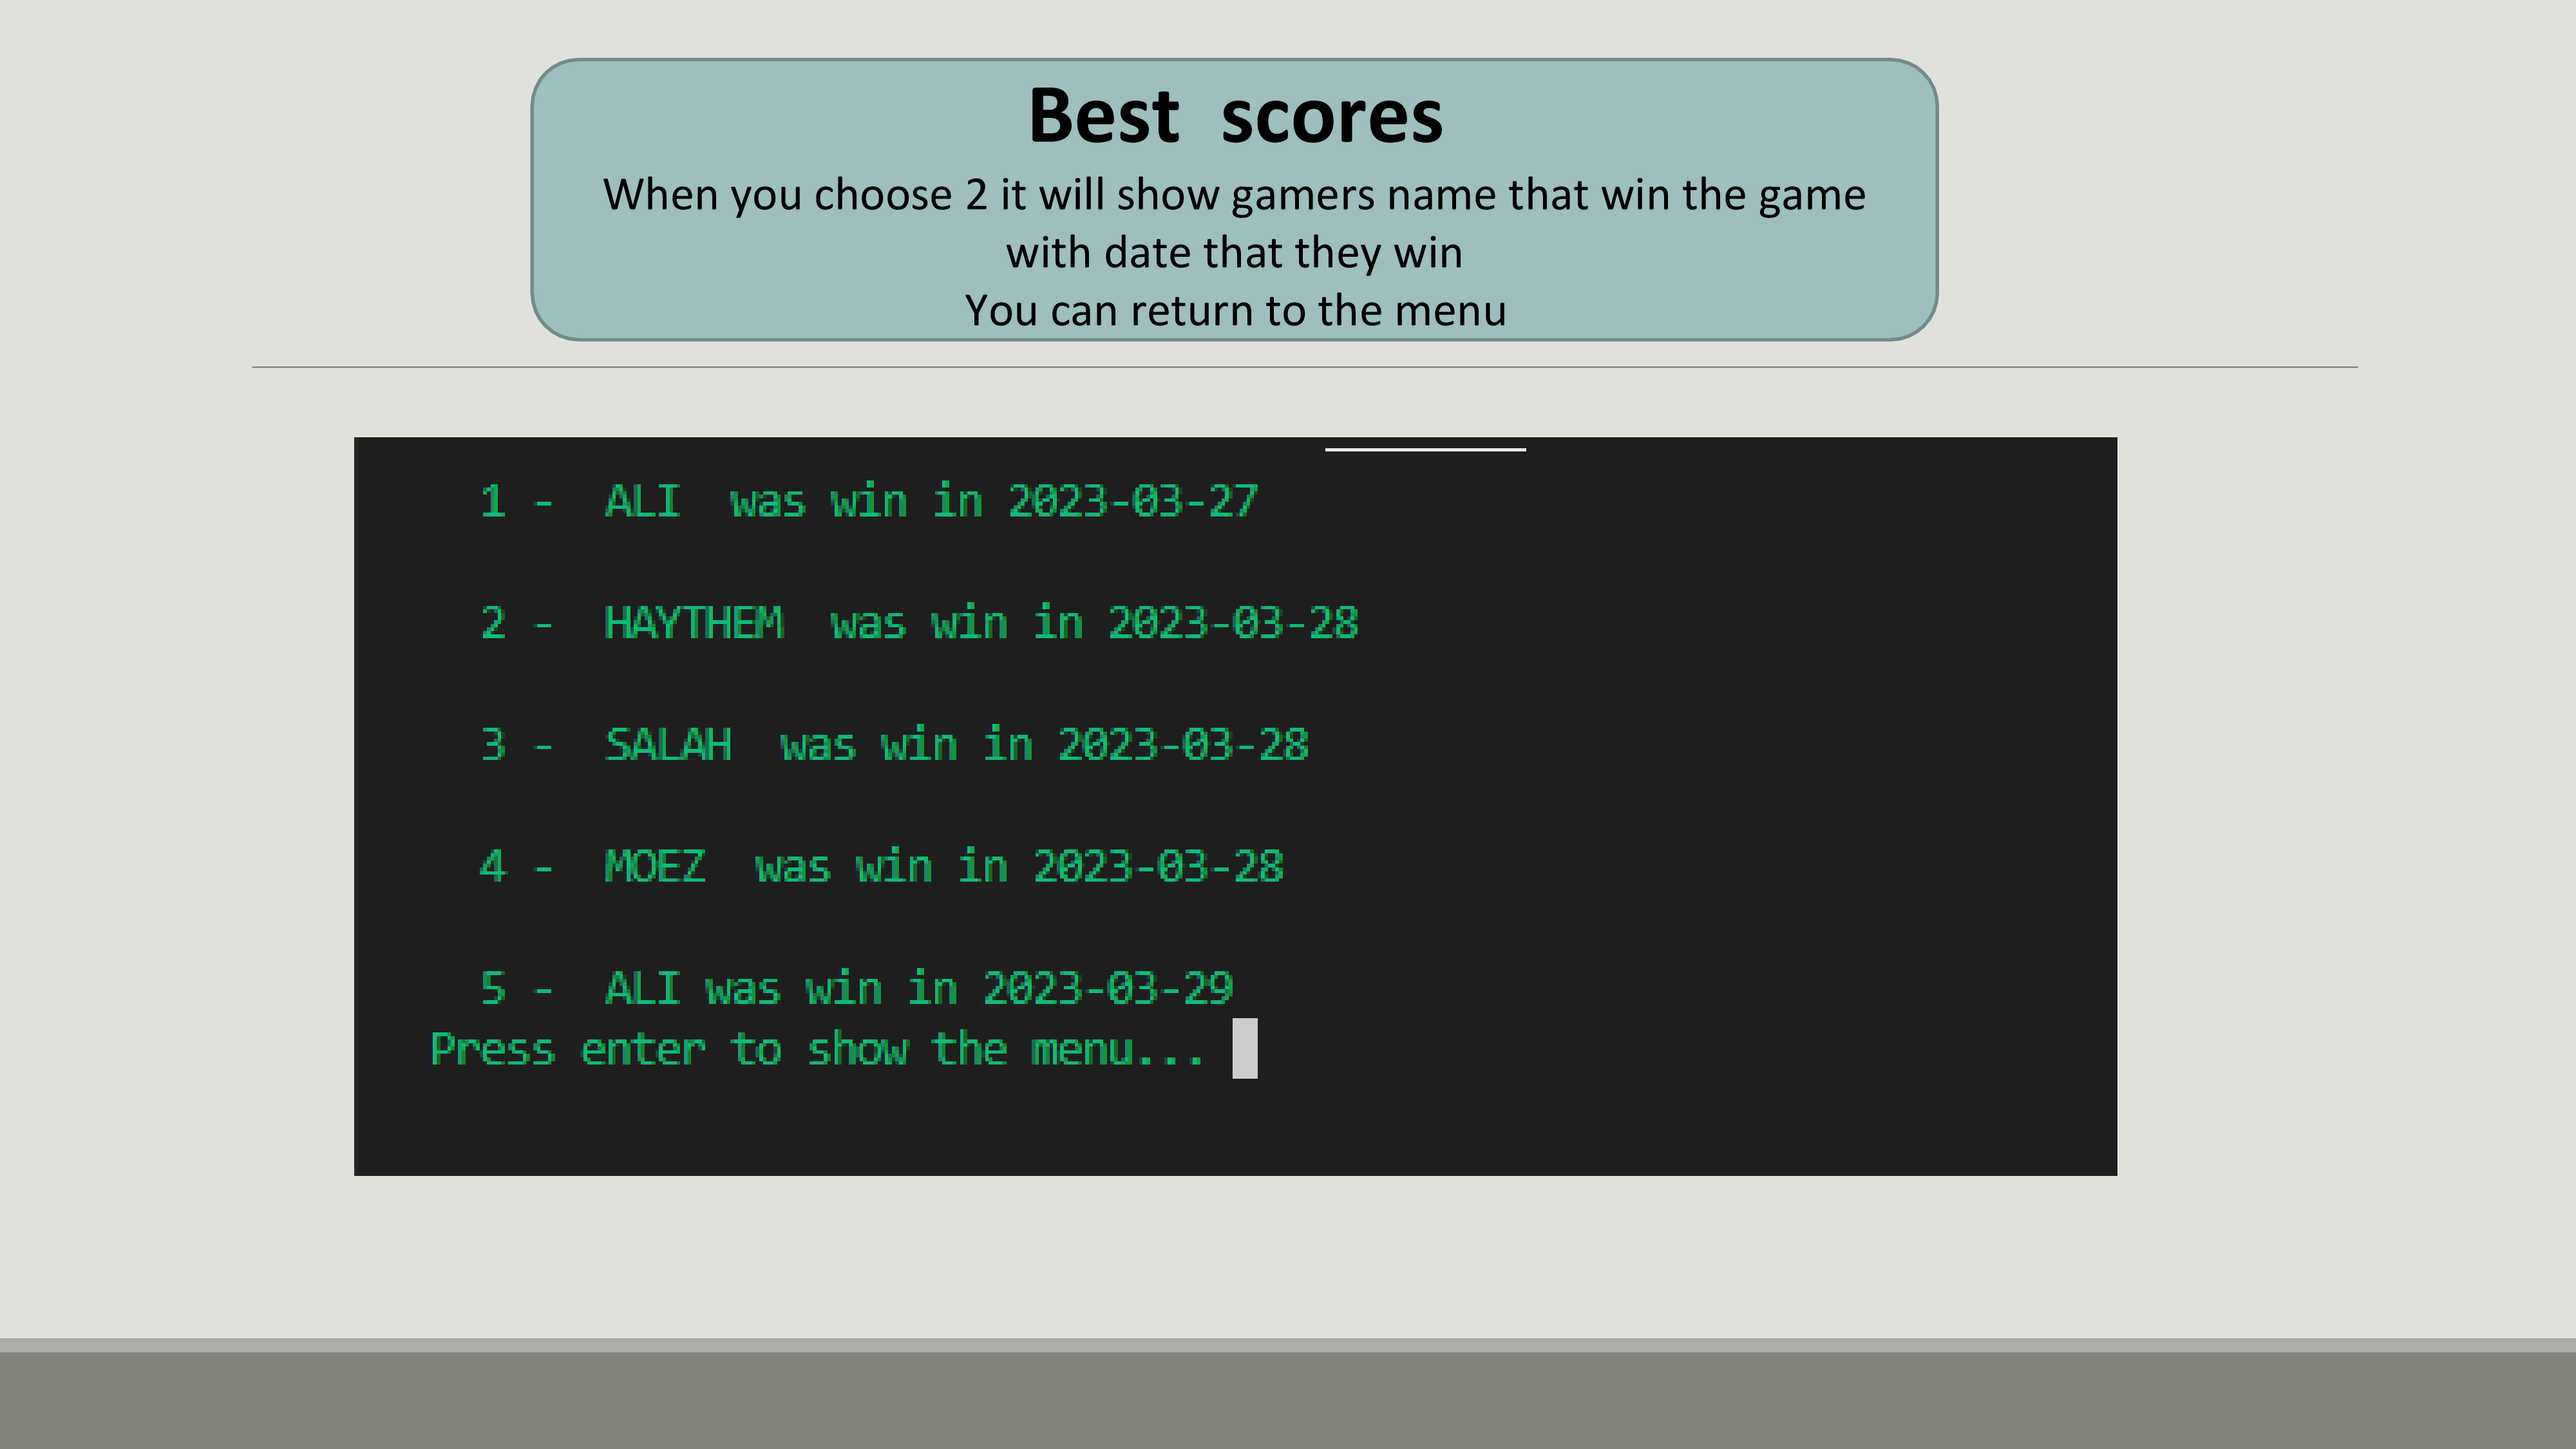 Best  scores
When you choose 2 it will show gamers name that win the game
with date that they win
You can return to the menu
1 -  ALI  was win in 2023-03-27
2 -  HAYTHEM  was win in 2023-03-28
3 -  SALAH  was win in 2023-03-28
4 -  MOEZ  was win in 2023-03-28
5 -  ALI was win in 2023-03-29
Press enter to show the menu...